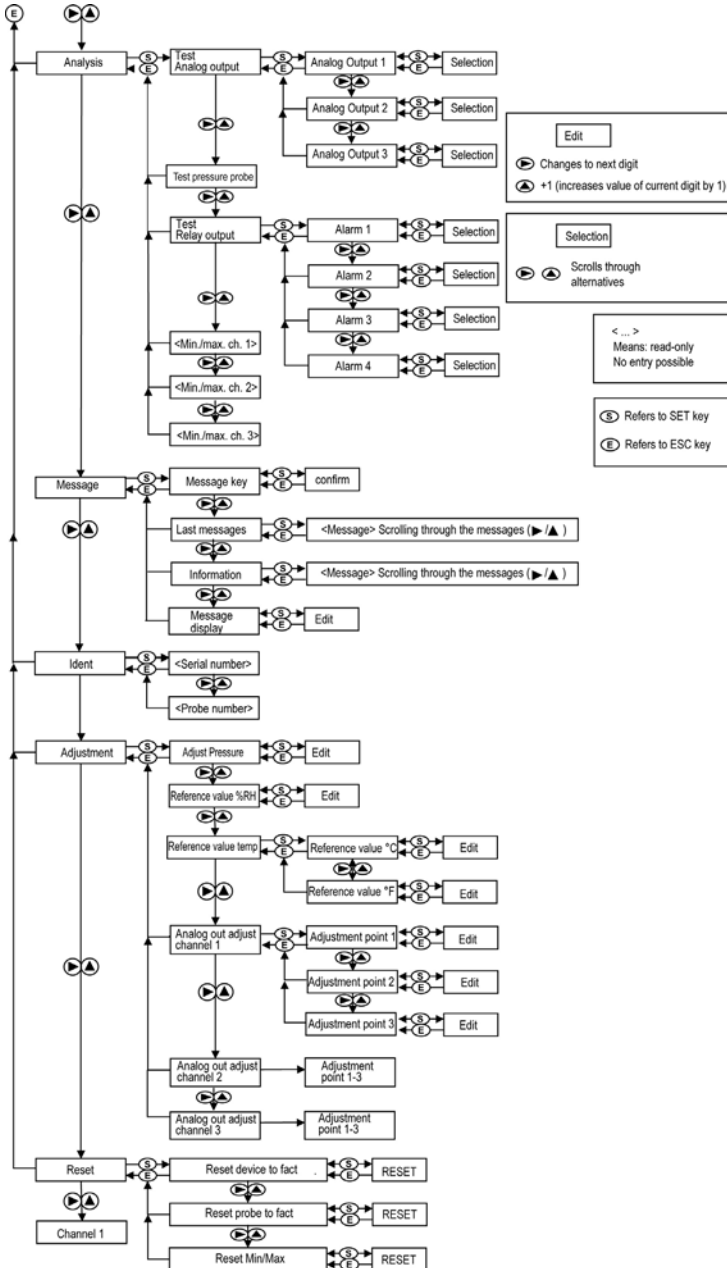 E
Analysis
S
E
Test
Analog output
S
E
Analog Output 1
S
E
Selection
Analog Output 2
S
E
Selection
Analog Output 3
S
E
Selection
Test pressure probe
Test
Relay output
S
E
Alarm 1
S
E
Selection
Alarm 2
S
E
Selection
Alarm 3
S
E
Selection
Alarm 4
S
E
Selection
<Min./max. ch. 1>
<Min./max. ch. 2>
<Min./max. ch. 3>
Edit
Changes to next digit
+1 (increases value of current digit by 1)
Selection
Scrolls through
alternatives
< ... >
Means: read-only
No entry possible
S Refers to SET key
E Refers to ESC key
Message
S
E
Message key
S
E
confirm
Last messages
S
E
<Message> Scrolling through the messages (▶/▲ )
Information
S
E
<Message> Scrolling through the messages (▶/▲ )
Message
display
S
E
Edit
Ident
S
E
<Serial number>
<Probe number>
Adjustment
S
E
Adjust Pressure
S
E
Edit
Reference value %RH
S
E
Edit
Reference value temp
S
E
Reference value °C
S
E
Edit
Reference value °F
S
E
Edit
Analog out adjust
channel 1
S
E
Adjustment point 1
S
E
Edit
Adjustment point 2
S
E
Edit
Adjustment point 3
S
E
Edit
Analog out adjust
channel 2
Adjustment
point 1-3
Analog out adjust
channel 3
Adjustment
point 1-3
Reset
S
E
Reset device to fact .
S
E
RESET
Reset probe to fact
S
E
RESET
Reset Min/Max
S
E
RESET
Channel 1